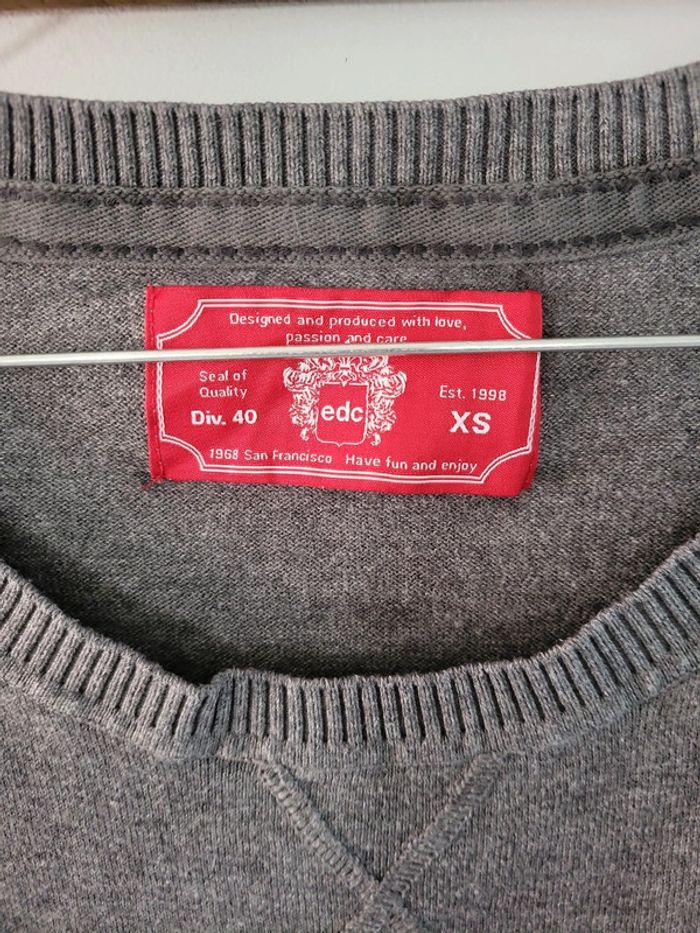 Designed and produced with love,
passion and care
Seal of
Quality
Div. 40
edc
Est. 1998
XS
1968 San Francisco Have fun and enjoy